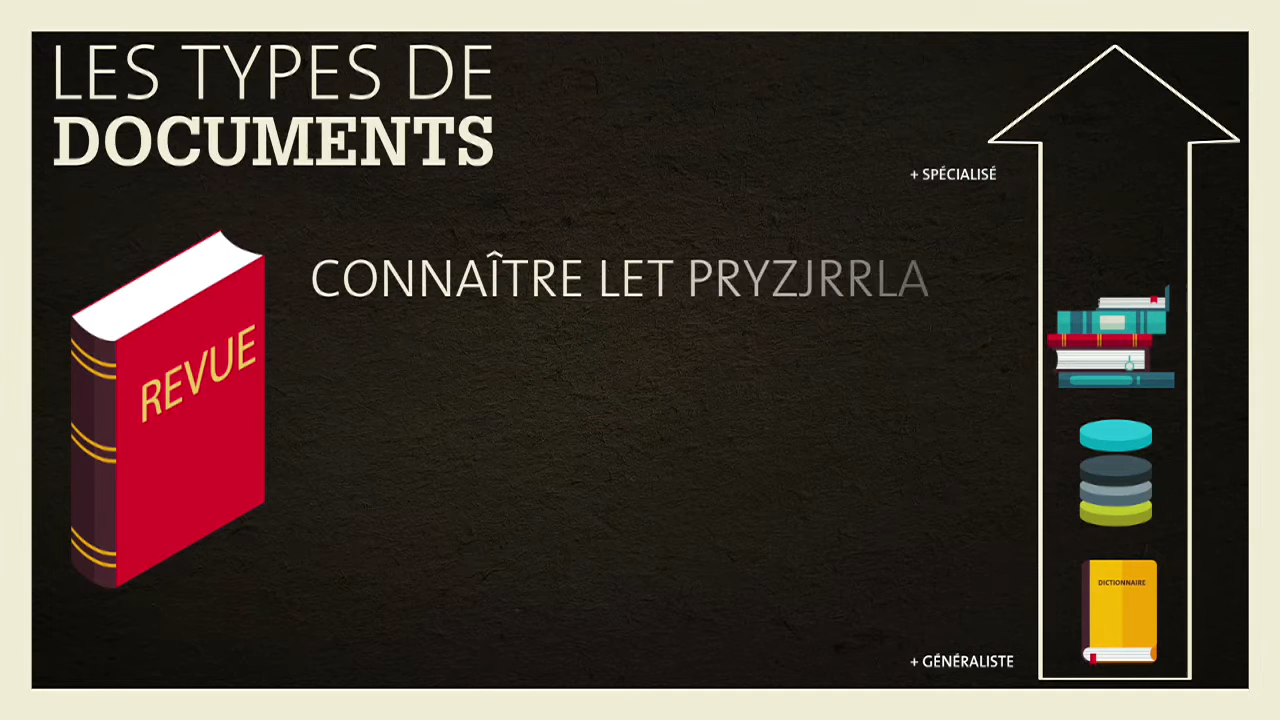 LES TYPES DE
DOCUMENTS
+ SPÉCIALISÉ
REVUE
CONNAÎTRE LET PRYZJRRLA
DICTIONNAIRE
+ GÉNÉRALISTE